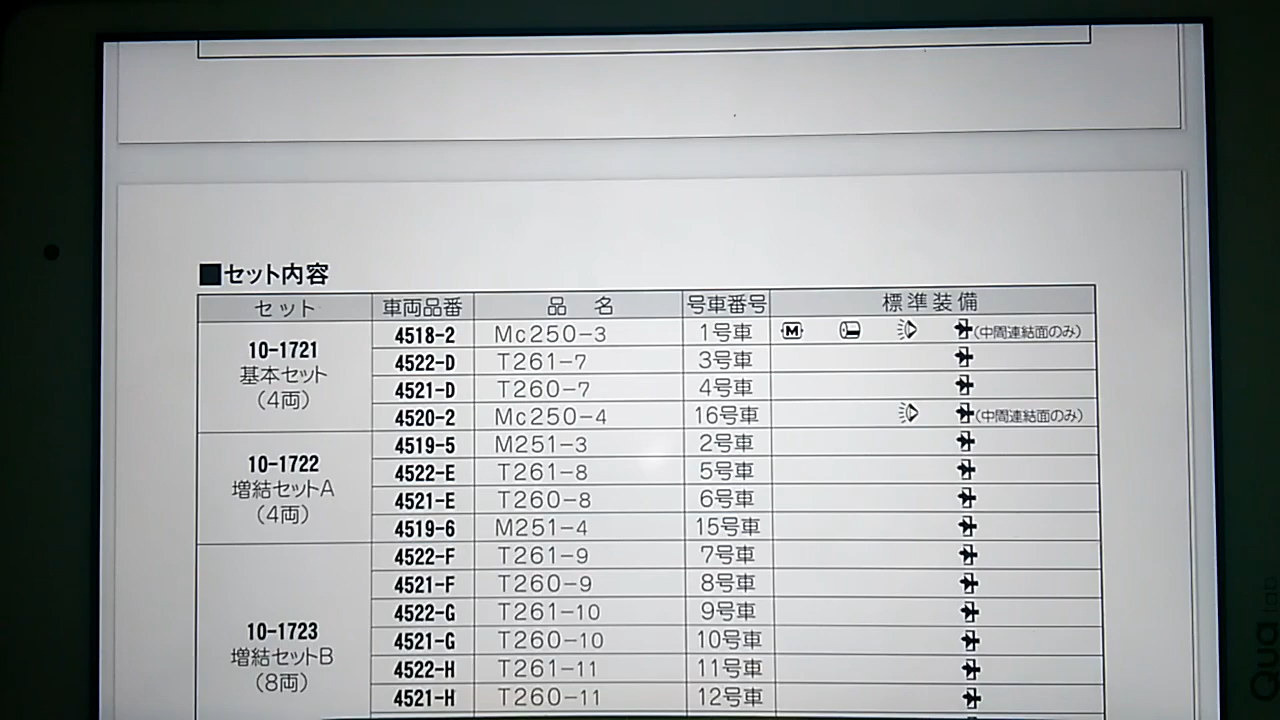 ■セット内容
セット 車両品番 品 名 号車番号 標準装備
10-1721
基本セット
(4両)
4518-2 Mc250-3 1号車 M (中間連結面のみ)
4522-D T261-7 3号車
4521-D T260-7 4号車
4520-2 Mc250-4 16号車 (中間連結面のみ)
10-1722
増結セットA
(4両)
4519-5 M251-3 2号車
4522-E T261-8 5号車
4521-E T260-8 6号車
4519-6 M251-4 15号車
10-1723
増結セットB
(8両)
4522-F T261-9 7号車
4521-F T260-9 8号車
4522-G T261-10 9号車
4521-G T260-10 10号車
4522-H T261-11 11号車
4521-H T260-11 12号車
Qua tab